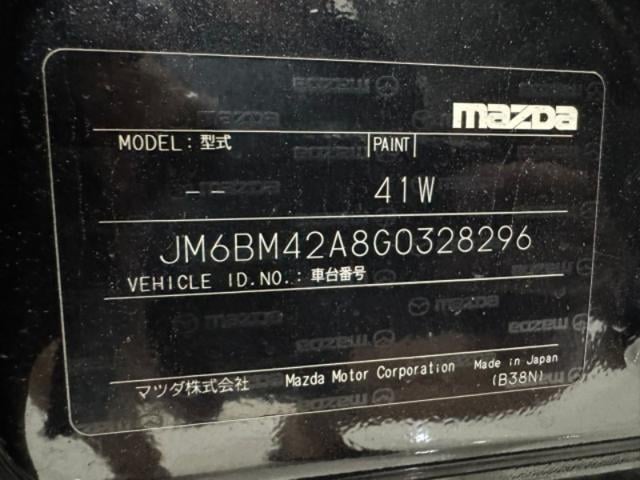 mazda
MODEL : 型式 PAINT
-- 41W
JM6BM42A8G0328296
VEHICLE ID.NO. : 車台番号
マツダ株式会社 Mazda Motor Corporation Made in Japan
(B38N)